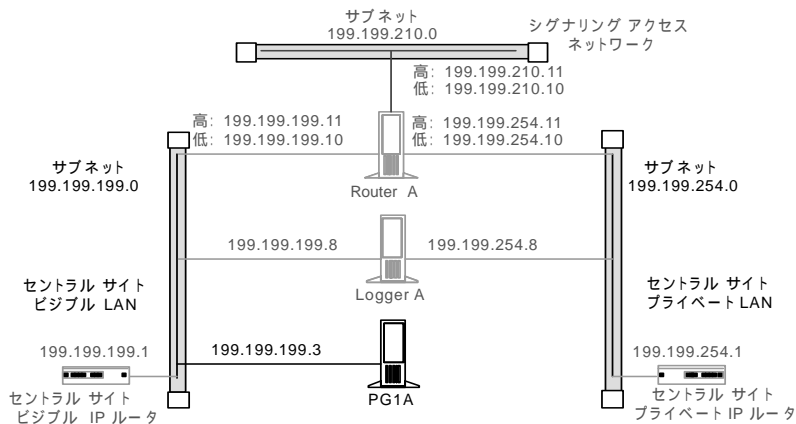 サブネット
199.199.210.0
シグナリング アクセス
ネットワーク
高: 199.199.210.11
低: 199.199.210.10
高: 199.199.199.11
低: 199.199.199.10
高: 199.199.254.11
低: 199.199.254.10
サブネット
199.199.199.0
Router A
サブネット
199.199.254.0
199.199.199.8
199.199.254.8
Logger A
セントラル サイト
ビジブル LAN
セントラル サイト
プライベート LAN
199.199.199.1
199.199.199.3
199.199.254.1
PG1A
セントラル サイト
ビジブル IP ルータ
セントラル サイト
プライベート IP ルータ